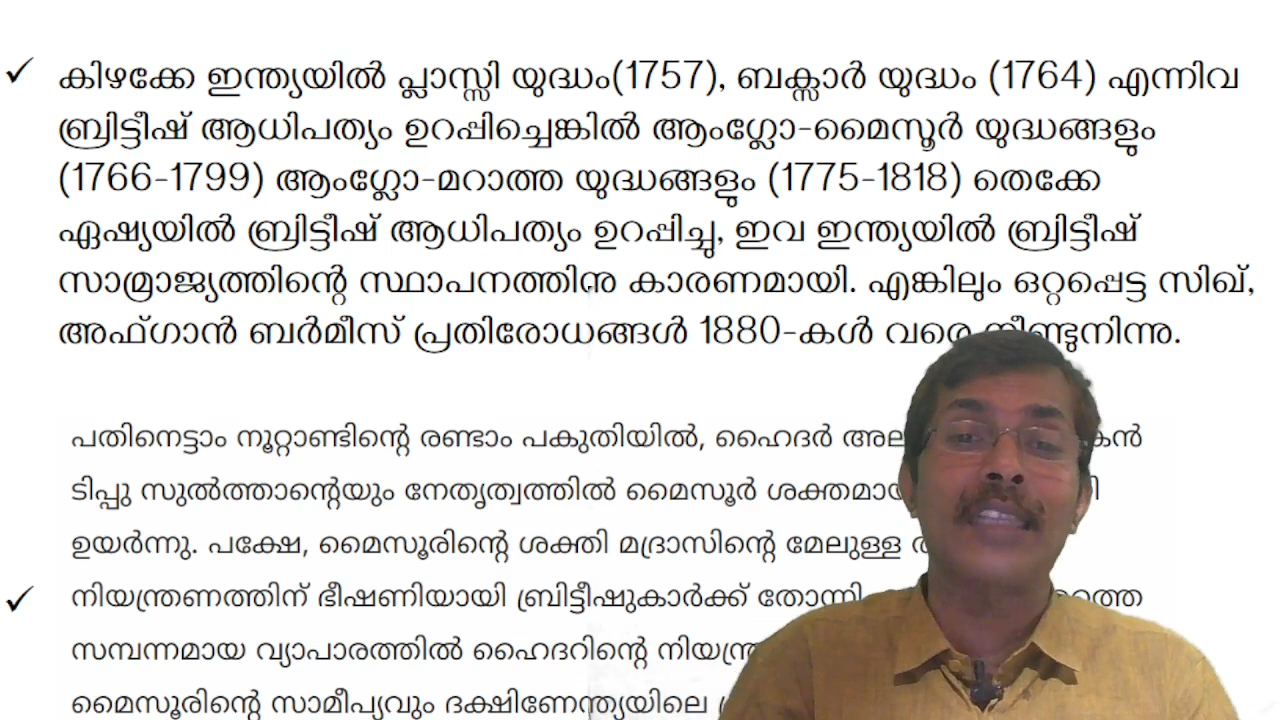 ✓ കിഴക്കേ ഇന്ത്യയിൽ പ്ലാസ്സി യുദ്ധം(1757), ബക്സാർ യുദ്ധം (1764) എന്നിവ
ബ്രിട്ടീഷ് ആധിപത്യം ഉറപ്പിച്ചെങ്കിൽ ആംഗ്ലോ-മൈസൂർ യുദ്ധങ്ങളും
(1766-1799) ആംഗ്ലോ-മറാത്ത യുദ്ധങ്ങളും (1775-1818) തെക്കേ
ഏഷ്യയിൽ ബ്രിട്ടീഷ് ആധിപത്യം ഉറപ്പിച്ചു, ഇവ ഇന്ത്യയിൽ ബ്രിട്ടീഷ്
സാമ്രാജ്യത്തിന്റെ സ്ഥാപനത്തിനു കാരണമായി. എങ്കിലും ഒറ്റപ്പെട്ട സിഖ്,
അഫ്ഗാൻ ബർമീസ് പ്രതിരോധങ്ങൾ 1880-കൾ വരെ നീണ്ടുനിന്നു.
പതിനെട്ടാം നൂറ്റാണ്ടിന്റെ രണ്ടാം പകുതിയിൽ, ഹൈദർ
ടിപ്പു സുൽത്താന്റെയും നേതൃത്വത്തിൽ മൈസൂർ
ഉയർന്നു. പക്ഷേ, മൈസൂരിന്റെ ശക്തി മദ്രാസിന്റെ മേലുള്ള
✓ നിയന്ത്രണത്തിന് ഭീഷണിയായി ബ്രിട്ടീഷുകാർക്ക് തോന്നി
സമ്പന്നമായ വ്യാപാരത്തിൽ ഹൈദറിന്റെ
മൈസൂരിന്റെ സാമീപ്യവും ദക്ഷിണേന്ത്യയിലെ